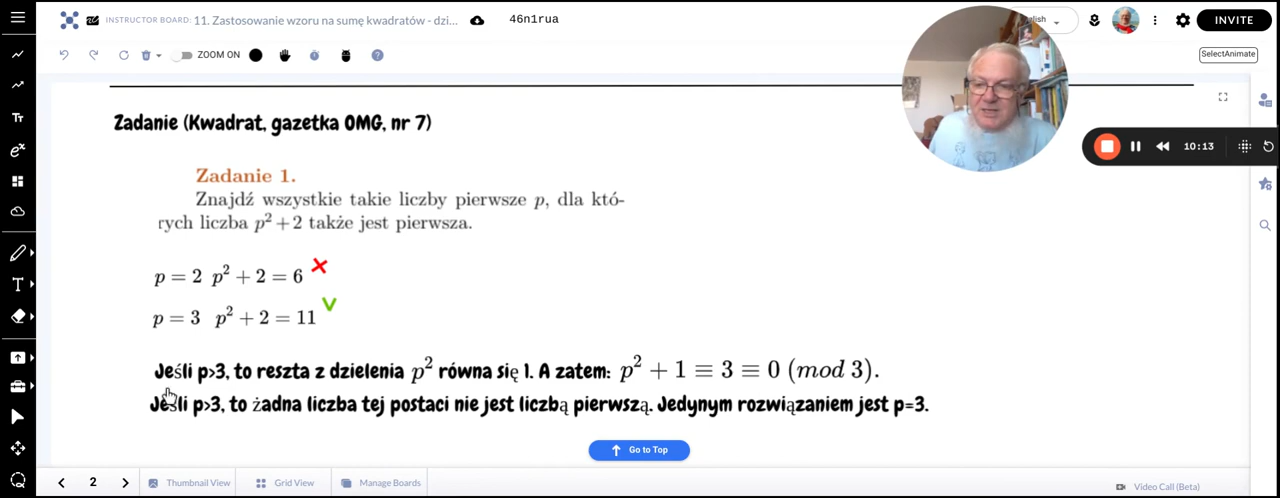 INSTRUCTOR BOARD: 11. Zastosowanie wzoru na sumę kwadratów - dzi...
46n1rua
INVITE
ZOOM ON
SelectAnimate
10:13
Zadanie (Kwadrat, gazetka OMG, nr 7)
Zadanie 1.
Znajdź wszystkie takie liczby pierwsze p, dla któ-
rych liczba p²+2 także jest pierwsza.
p = 2 p² + 2 = 6
p = 3 p² + 2 = 11
Jeśli p>3, to reszta z dzielenia p² równa się 1. A zatem: p² + 1 ≡ 3 ≡ 0 (mod 3).
Jeśli p>3, to żadna liczba tej postaci nie jest liczbą pierwszą. Jedynym rozwiązaniem jest p=3.
Go to Top
2
Thumbnail View
Grid View
Manage Boards
Video Call (Beta)